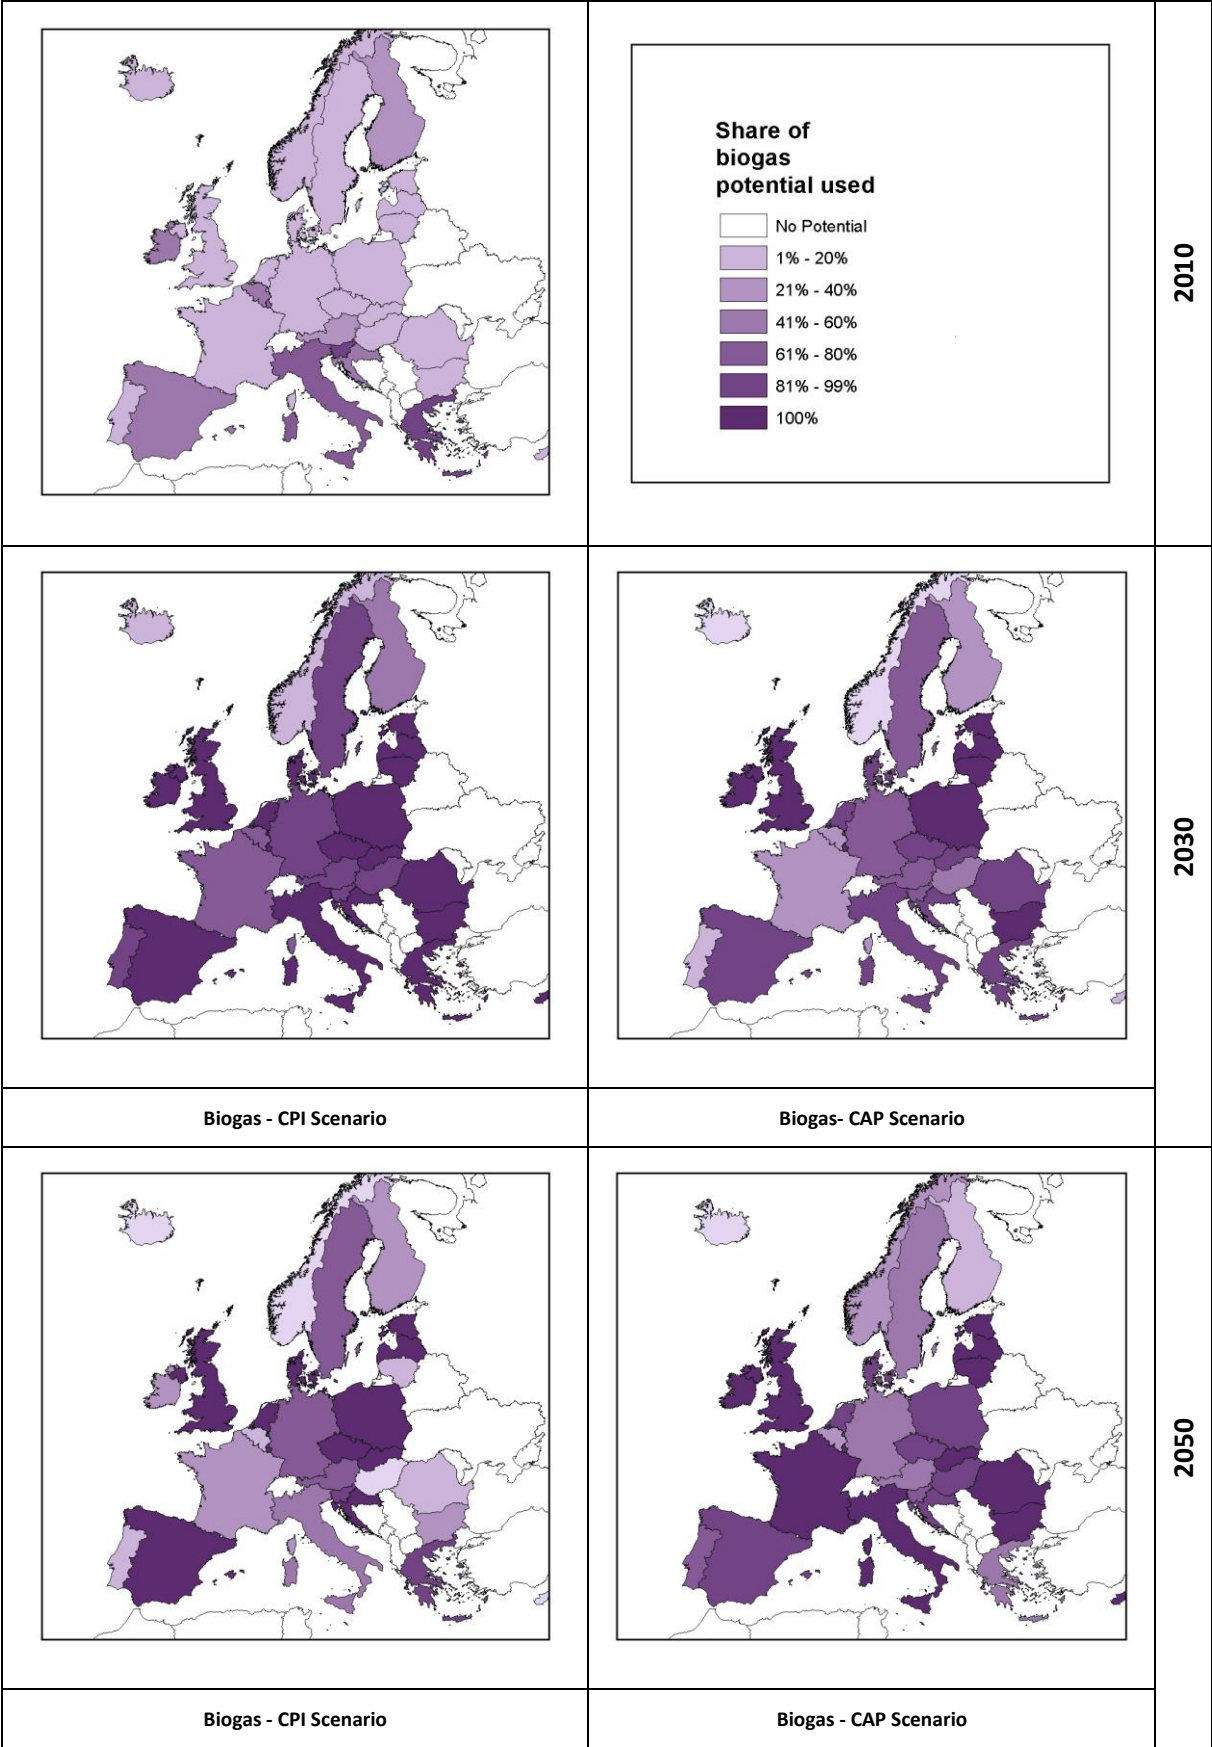 Share of
biogas
potential used
No Potential
1% - 20%
21% - 40%
41% - 60%
61% - 80%
81% - 99%
100%
2010
2030
Biogas - CPI Scenario
Biogas- CAP Scenario
2050
Biogas - CPI Scenario
Biogas - CAP Scenario